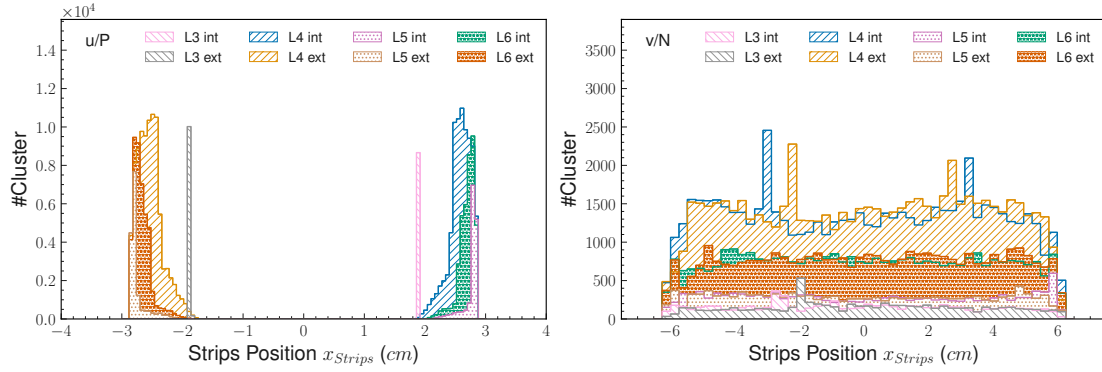 ×10⁴
u/P
L3 int L4 int L5 int L6 int
L3 ext L4 ext L5 ext L6 ext
#Cluster
1.4
1.2
1.0
0.8
0.6
0.4
0.2
0.0
−4 −3 −2 −1 0 1 2 3 4
Strips Position x_Strips (cm)
v/N
L3 int L4 int L5 int L6 int
L3 ext L4 ext L5 ext L6 ext
#Cluster
3500
3000
2500
2000
1500
1000
500
0
−6 −4 −2 0 2 4 6
Strips Position x_Strips (cm)